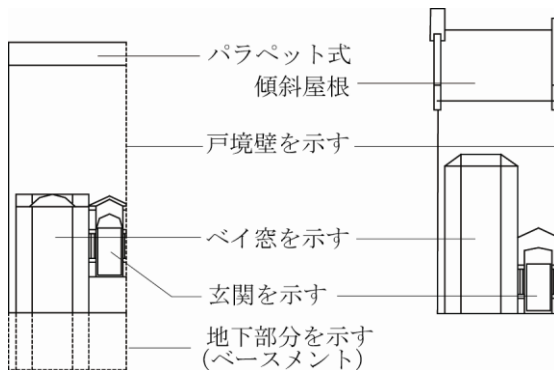 パラペット式
傾斜屋根
戸境壁を示す
ベイ窓を示す
玄関を示す
地下部分を示す
（ベースメント）